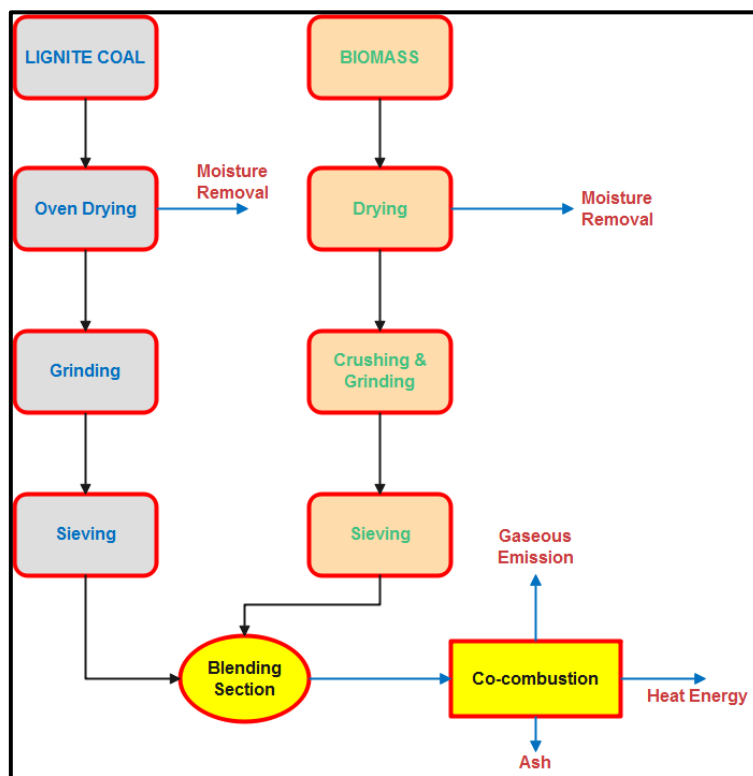 LIGNITE COAL
BIOMASS
Moisture
Removal
Oven Drying
Moisture
Removal
Drying
Grinding
Crushing &
Grinding
Sieving
Sieving
Gaseous
Emission
Blending
Section
Co-combustion
Heat Energy
Ash